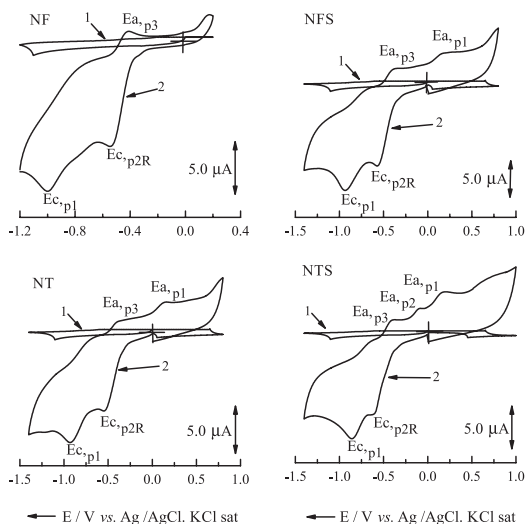 NF
1
Ea,p3
2
Ec,p2R
Ec,p1
5.0 μA
-1.2 -0.8 -0.4 0.0 0.4
NFS
1
Ea,p3
Ea,p1
2
Ec,p2R
Ec,p1
5.0 μA
-1.5 -1.0 -0.5 0.0 0.5 1.0
NT
1
Ea,p3
Ea,p1
2
Ec,p2R
Ec,p1
5.0 μA
-1.5 -1.0 -0.5 0.0 0.5 1.0
E / V vs. Ag /AgCl. KCl sat
NTS
1
Ea,p3
Ea,p2
Ea,p1
2
Ec,p2R
Ec,p1
5.0 μA
-1.5 -1.0 -0.5 0.0 0.5 1.0
E / V vs. Ag /AgCl. KCl sat